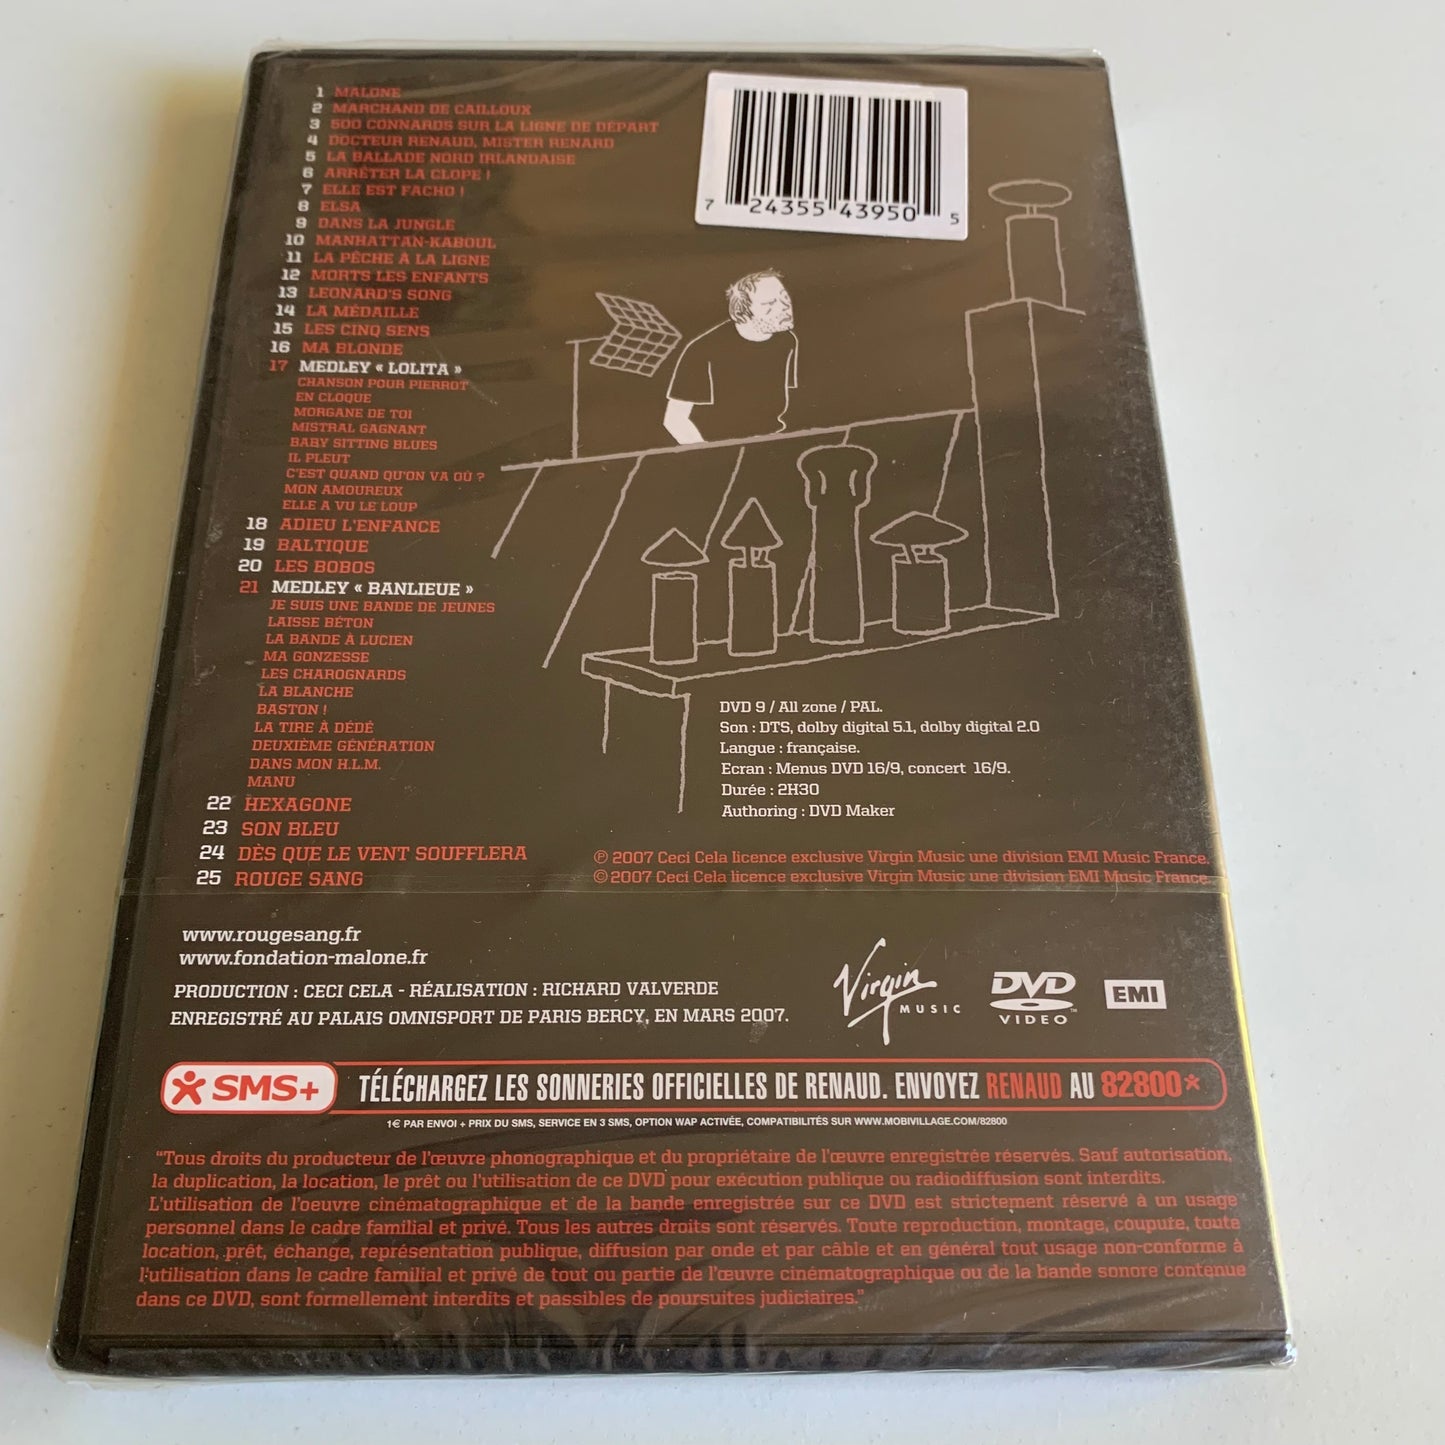 1 MALONE
2 MARCHAND DE CAILLOUX
3 500 CONNARDS SUR LA LIGNE DE DÉPART
4 DOCTEUR RENAUD, MISTER RENARD
5 LA BALLADE NORD IRLANDAISE
6 ARRÊTER LA CLOPE !
7 ELLE EST FACHO !
8 ELSA
9 DANS LA JUNGLE
10 MANHATTAN-KABOUL
11 LA PÊCHE À LA LIGNE
12 MORTS LES ENFANTS
13 LEONARD'S SONG
14 LA MÉDAILLE
15 LES CINQ SENS
16 MA BLONDE
17 MEDLEY « LOLITA »
CHANSON POUR PIERROT
EN CLOQUE
MORGANE DE TOI
MISTRAL GAGNANT
BABY SITTING BLUES
IL PLEUT
C'EST QUAND QU'ON VA OÙ ?
MON AMOUREUX
ELLE A VU LE LOUP
18 ADIEU L'ENFANCE
19 BALTIQUE
20 LES BOBOS
21 MEDLEY « BANLIEUE »
JE SUIS UNE BANDE DE JEUNES
LAISSE BÉTON
LA BANDE À LUCIEN
MA GONZESSE
LES CHAROGNARDS
LA BLANCHE
BASTON !
LA TIRE À DÉDÉ
DEUXIÈME GÉNÉRATION
DANS MON H.L.M.
MANU
22 HEXAGONE
23 SON BLEU
24 DÈS QUE LE VENT SOUFFLERA
25 ROUGE SANG
7 24355 43950 5
DVD 9 / All zone / PAL.
Son : DTS, dolby digital 5.1, dolby digital 2.0
Langue : française.
Ecran : Menus DVD 16/9, concert 16/9.
Durée : 2H30
Authoring : DVD Maker
℗ 2007 Ceci Cela licence exclusive Virgin Music une division EMI Music France.
© 2007 Ceci Cela licence exclusive Virgin Music une division EMI Music France.
www.rougesang.fr
www.fondation-malone.fr
PRODUCTION : CECI CELA - RÉALISATION : RICHARD VALVERDE
ENREGISTRÉ AU PALAIS OMNISPORT DE PARIS BERCY, EN MARS 2007.
Virgin MUSIC
DVD VIDEO ™
EMI
SMS+ TÉLÉCHARGEZ LES SONNERIES OFFICIELLES DE RENAUD. ENVOYEZ RENAUD AU 82800*
1€ PAR ENVOI + PRIX DU SMS, SERVICE EN 3 SMS, OPTION WAP ACTIVÉE, COMPATIBILITÉS SUR WWW.MOBIVILLAGE.COM/82800
"Tous droits du producteur de l'œuvre phonographique et du propriétaire de l'œuvre enregistrée réservés. Sauf autorisation,
la duplication, la location, le prêt ou l'utilisation de ce DVD pour exécution publique ou radiodiffusion sont interdits.
L'utilisation de l'oeuvre cinématographique et de la bande enregistrée sur ce DVD est strictement réservé à un usage
personnel dans le cadre familial et privé. Tous les autres droits sont réservés. Toute reproduction, montage, coupure, toute
location, prêt, échange, représentation publique, diffusion par onde et par câble et en général tout usage non-conforme à
l'utilisation dans le cadre familial et privé de tout ou partie de l'œuvre cinématographique ou de la bande sonore contenue
dans ce DVD, sont formellement interdits et passibles de poursuites judiciaires."